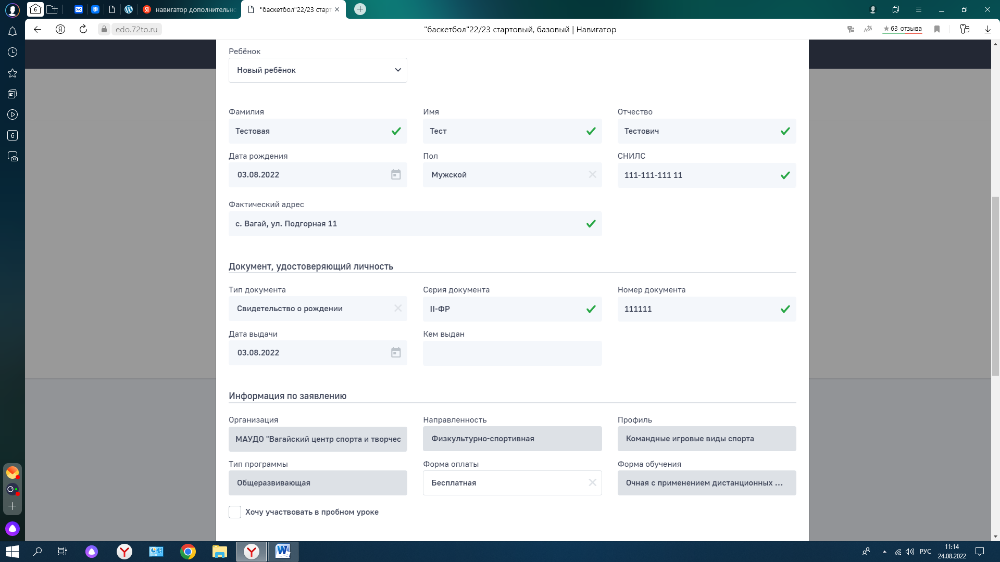 6
навигатор дополнительно
"баскетбол"22/23 старт
edo.72to.ru
"баскетбол"22/23 стартовый, базовый | Навигатор
63 отзыва
6
Ребёнок
Новый ребёнок
Фамилия
Имя
Отчество
Тестовая
Тест
Тестович
Дата рождения
Пол
СНИЛС
03.08.2022
Мужской
111-111-111 11
Фактический адрес
с. Вагай, ул. Подгорная 11
Документ, удостоверяющий личность
Тип документа
Серия документа
Номер документа
Свидетельство о рождении
II-ФР
111111
Дата выдачи
Кем выдан
03.08.2022
Информация по заявлению
Организация
Направленность
Профиль
МАУДО "Вагайский центр спорта и творчес
Физкультурно-спортивная
Командные игровые виды спорта
Тип программы
Форма оплаты
Форма обучения
Общеразвивающая
Бесплатная
Очная с применением дистанционных ...
Хочу участвовать в пробном уроке
РУС
11:14
24.08.2022